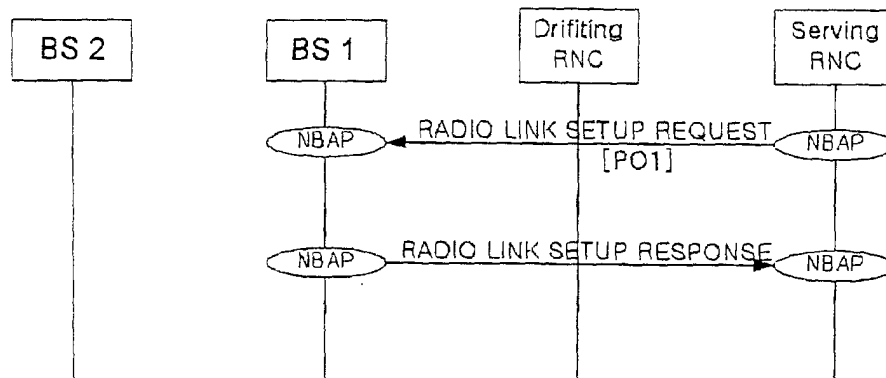 BS 2
BS 1
Drifiting
RNC
Serving
RNC
NBAP
RADIO LINK SETUP REQUEST
[PO1]
NBAP
NBAP
RADIO LINK SETUP RESPONSE
NBAP